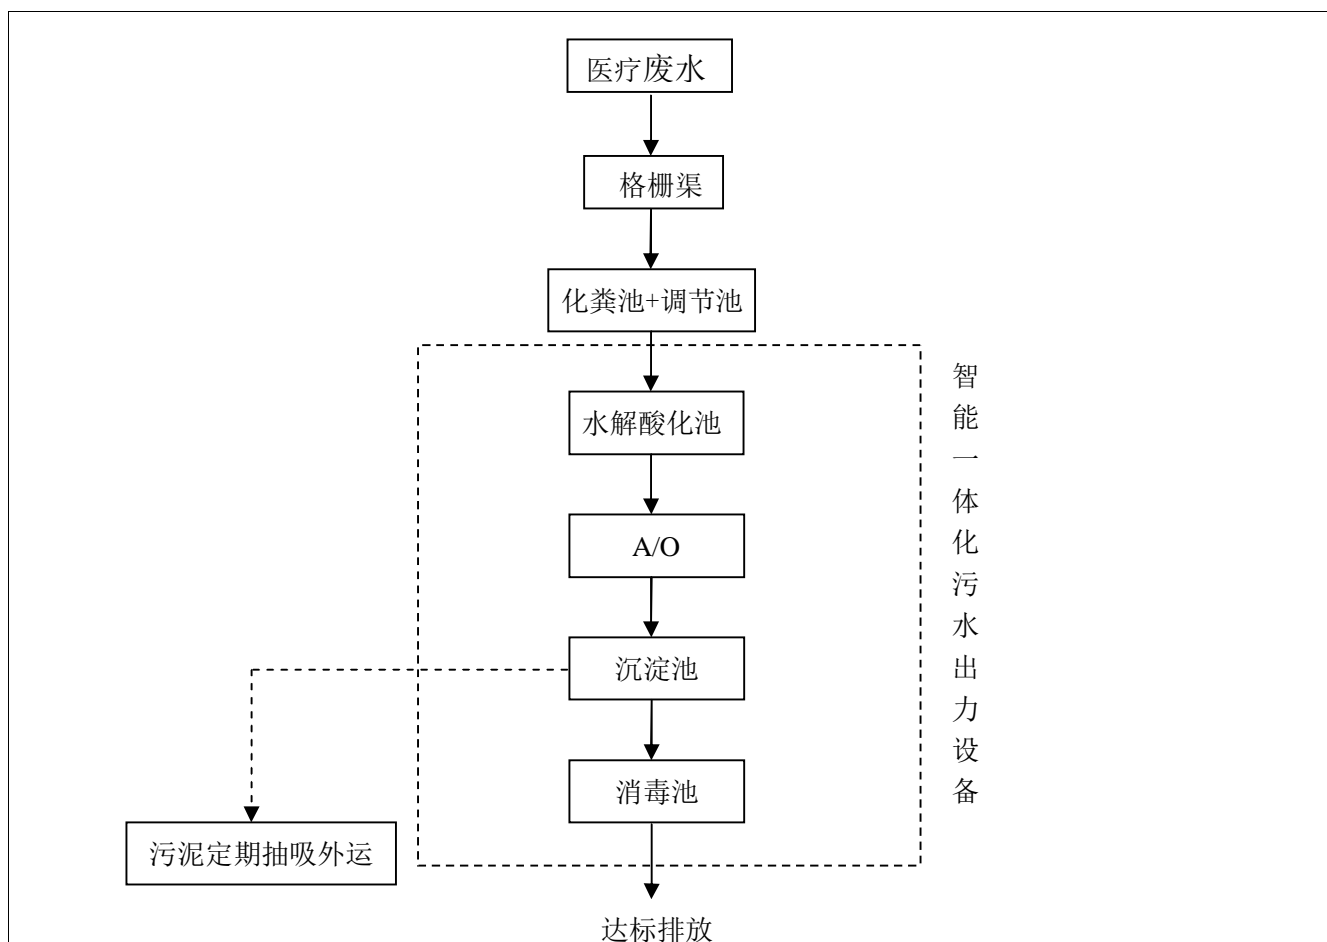 医疗废水
格栅渠
化粪池+调节池
水解酸化池
A/O
沉淀池
消毒池
污泥定期抽吸外运
达标排放
智能一体化污水出力设备